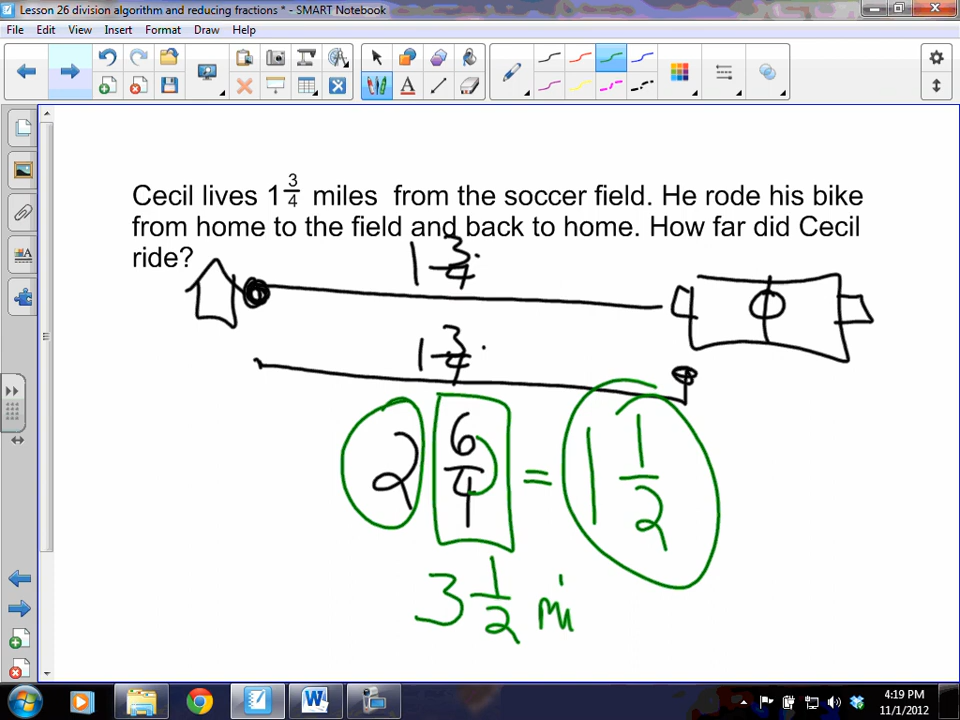 Lesson 26 division algorithm and reducing fractions * - SMART Notebook
File Edit View Insert Format Draw Help
Cecil lives 1 3/4 miles from the soccer field. He rode his bike
from home to the field and back to home. How far did Cecil
ride?
1 3/4
1 3/4
2 6/4 = 1 1/2
3 1/2 mi
4:19 PM
11/1/2012